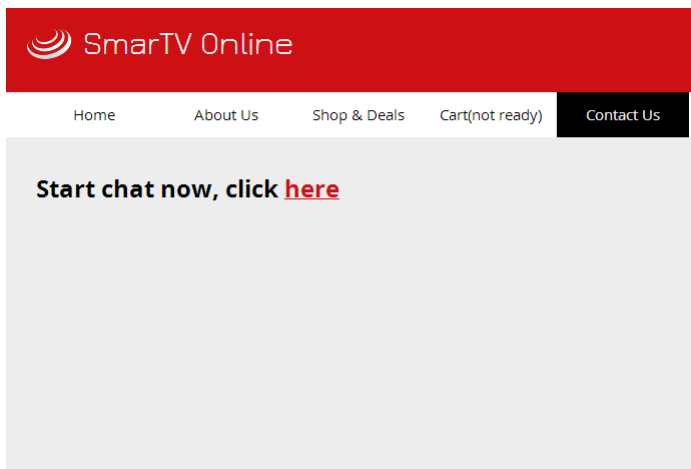 SmarTV Online
Home About Us Shop & Deals Cart(not ready) Contact Us
Start chat now, click here